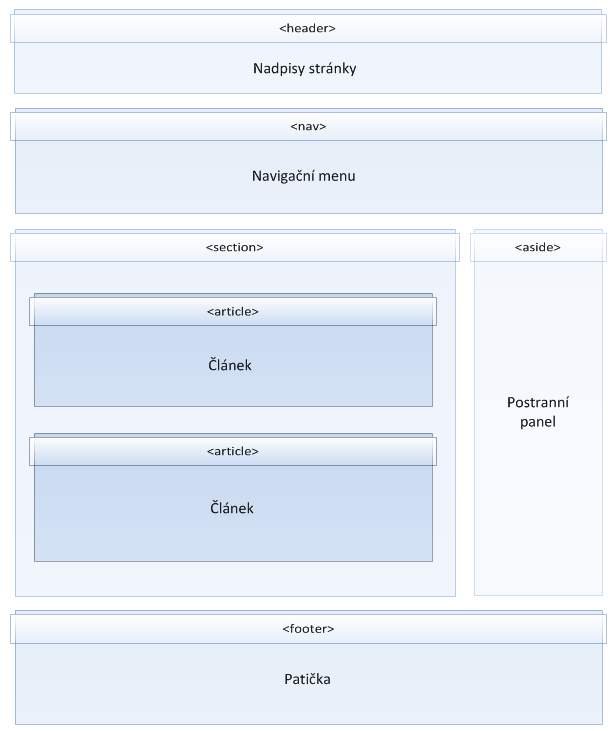 <header>
Nadpisy stránky
<nav>
Navigační menu
<section>
<article>
Článek
<article>
Článek
<aside>
Postranní
panel
<footer>
Patička